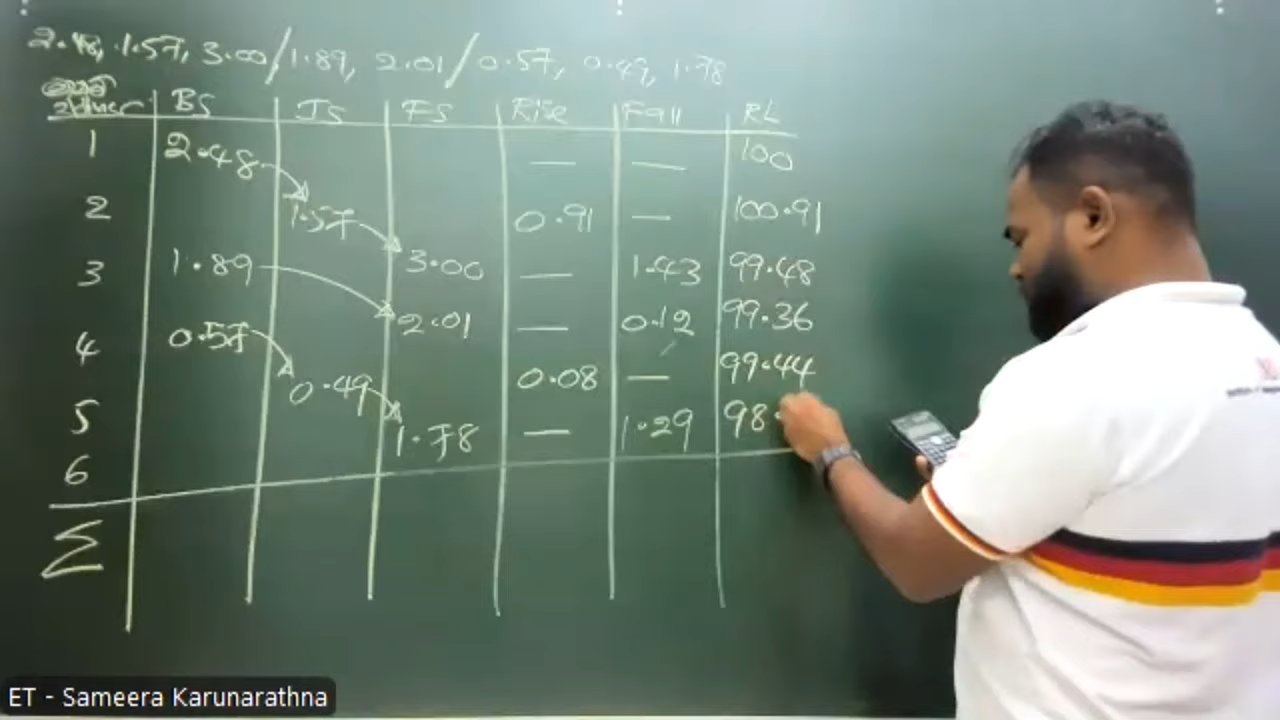 2.48, 1.57, 3.00/1.89, 2.01/0.57, 0.49, 1.78
BS IS FS Rise Fall RL
1 2.48 — — 100
2 1.57 0.91 — 100.91
3 1.89 3.00 — 1.43 99.48
4 0.57 2.01 — 0.12 99.36
5 0.49 0.08 — 99.44
6 1.78 — 1.29 98.
Σ
ET - Sameera Karunarathna